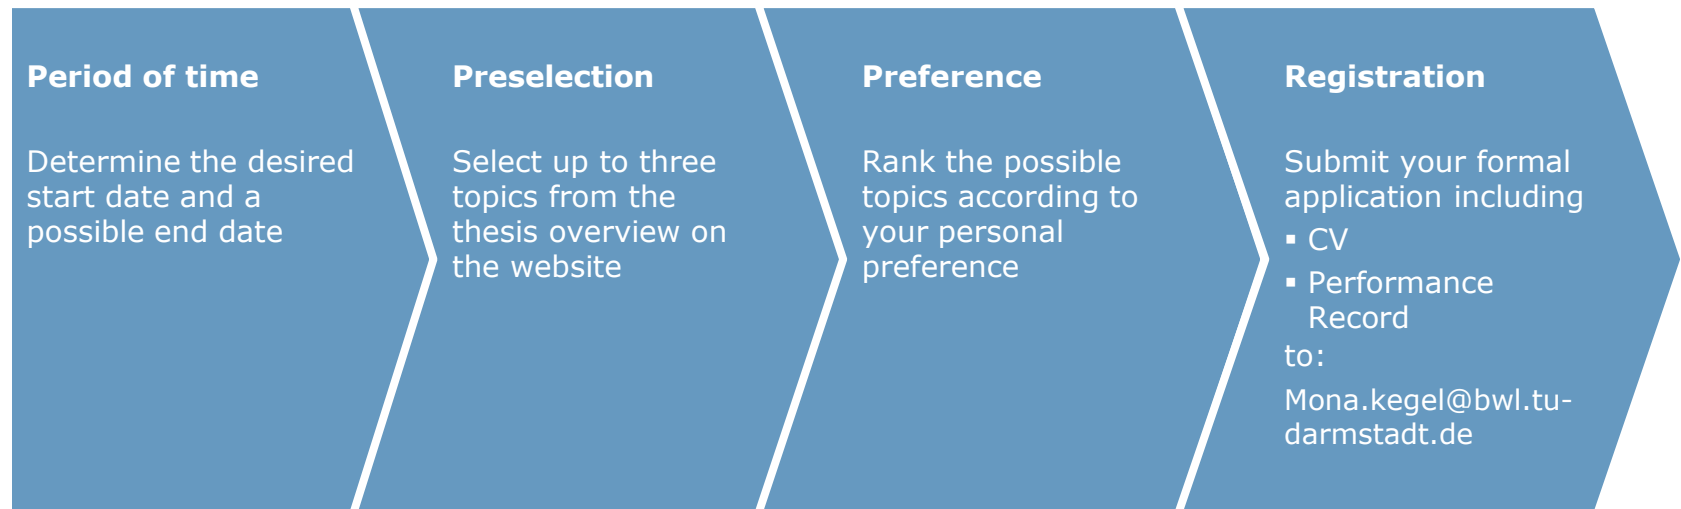 Period of time
Determine the desired
start date and a
possible end date
Preselection
Select up to three
topics from the
thesis overview on
the website
Preference
Rank the possible
topics according to
your personal
preference
Registration
Submit your formal
application including
▪ CV
▪ Performance
Record
to:
Mona.kegel@bwl.tu-
darmstadt.de